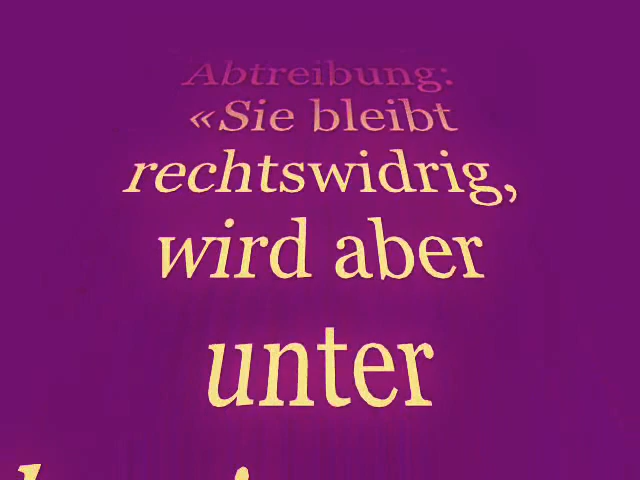 Abtreibung:
«Sie bleibt
rechtswidrig,
wird aber
unter